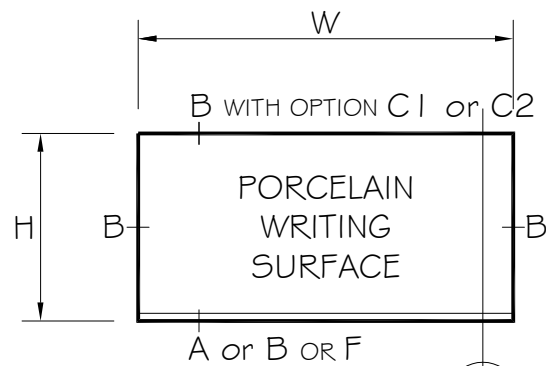 W
B WITH OPTION C1 or C2
H
PORCELAIN
B WRITING B
SURFACE
A or B OR F